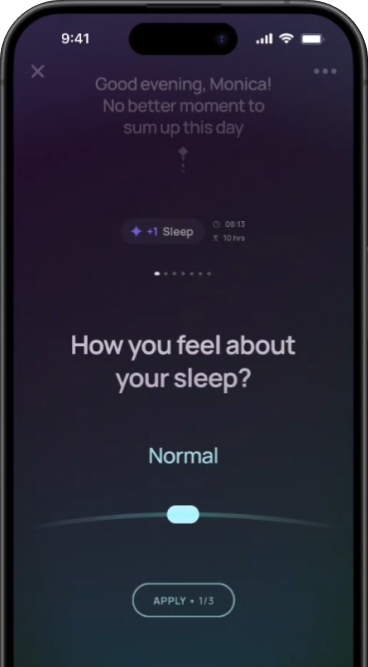 9:41
Good evening, Monica!
No better moment to
sum up this day
+1 Sleep
08:13
10 hrs
How you feel about
your sleep?
Normal
APPLY • 1/3